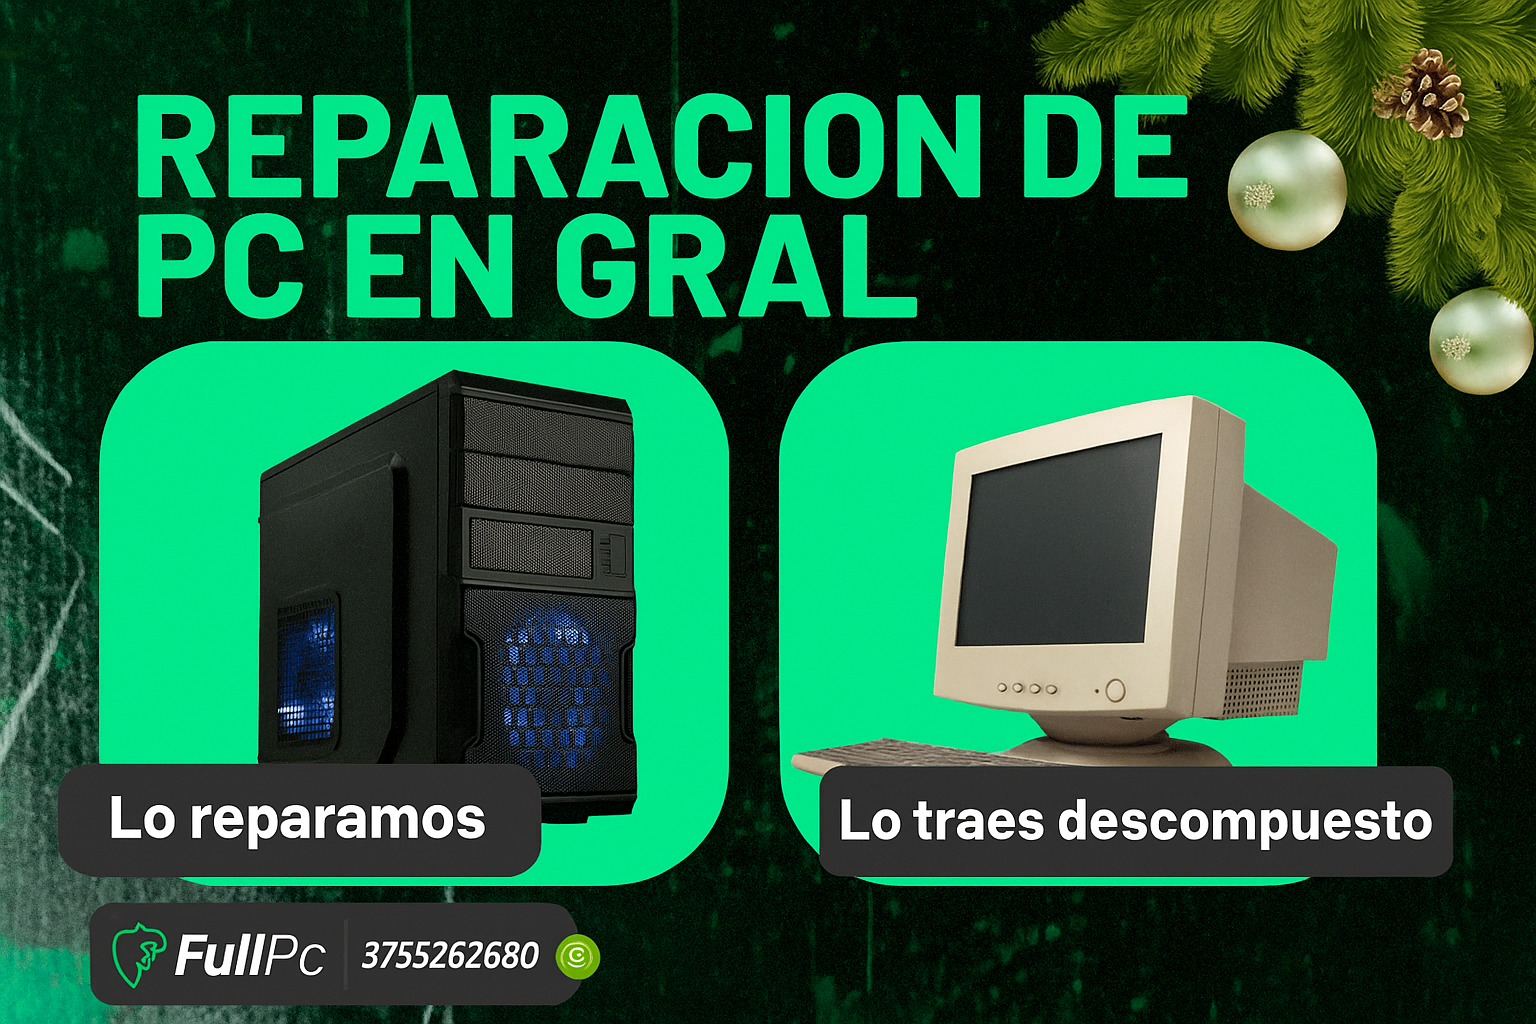 REPARACION DE
PC EN GRAL
Lo reparamos
Lo traes descompuesto
FullPc
3755262680